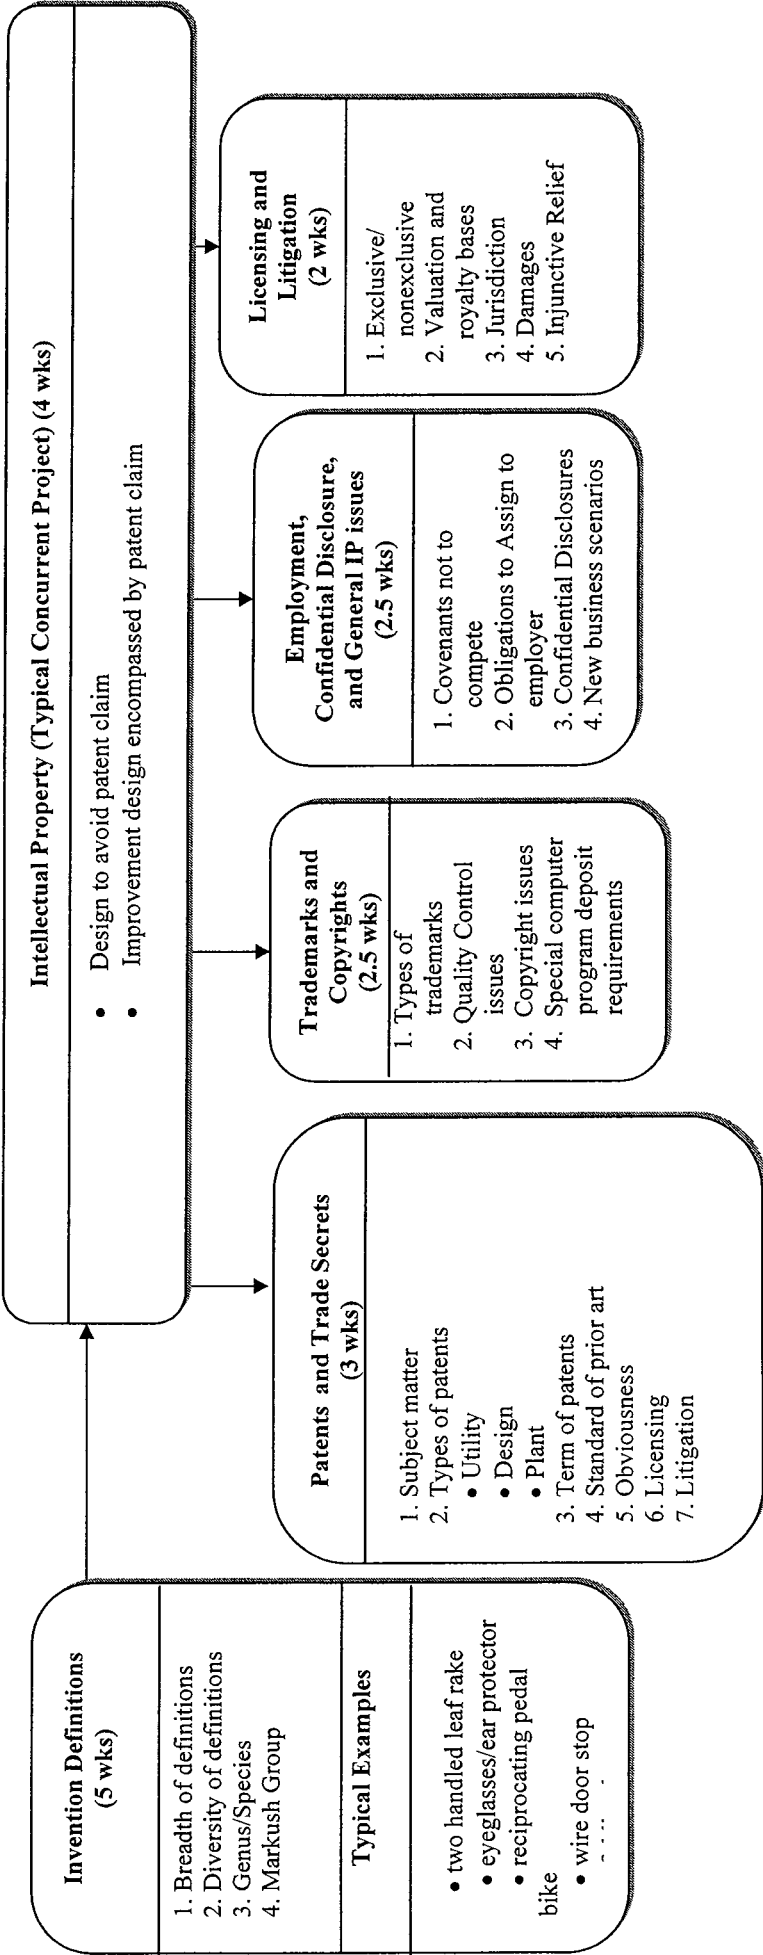 Invention Definitions
(5 wks)
1. Breadth of definitions
2. Diversity of definitions
3. Genus/Species
4. Markush Group
Typical Examples
• two handled leaf rake
• eyeglasses/ear protector
• reciprocating pedal
bike
• wire door stop
Intellectual Property (Typical Concurrent Project) (4 wks)
• Design to avoid patent claim
• Improvement design encompassed by patent claim
Patents and Trade Secrets
(3 wks)
1. Subject matter
2. Types of patents
• Utility
• Design
• Plant
3. Term of patents
4. Standard of prior art
5. Obviousness
6. Licensing
7. Litigation
Trademarks and
Copyrights
(2.5 wks)
1. Types of
trademarks
2. Quality Control
issues
3. Copyright issues
4. Special computer
program deposit
requirements
Employment,
Confidential Disclosure,
and General IP issues
(2.5 wks)
1. Covenants not to
compete
2. Obligations to Assign to
employer
3. Confidential Disclosures
4. New business scenarios
Licensing and
Litigation
(2 wks)
1. Exclusive/
nonexclusive
2. Valuation and
royalty bases
3. Jurisdiction
4. Damages
5. Injunctive Relief